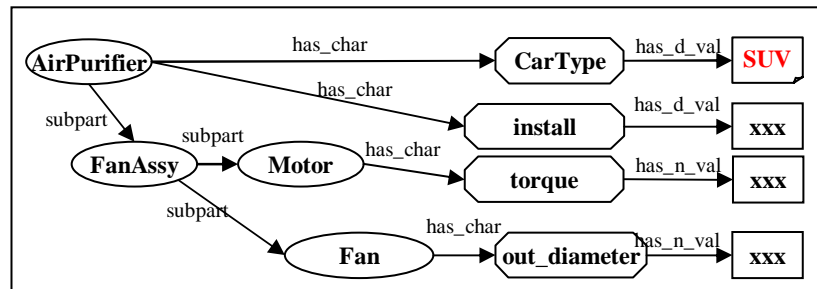 has_char
has_d_val
AirPurifier
CarType
SUV
has_char
subpart
has_d_val
install
xxx
subpart
has_char
has_n_val
FanAssy
Motor
torque
xxx
subpart
has_char
has_n_val
Fan
out_diameter
xxx